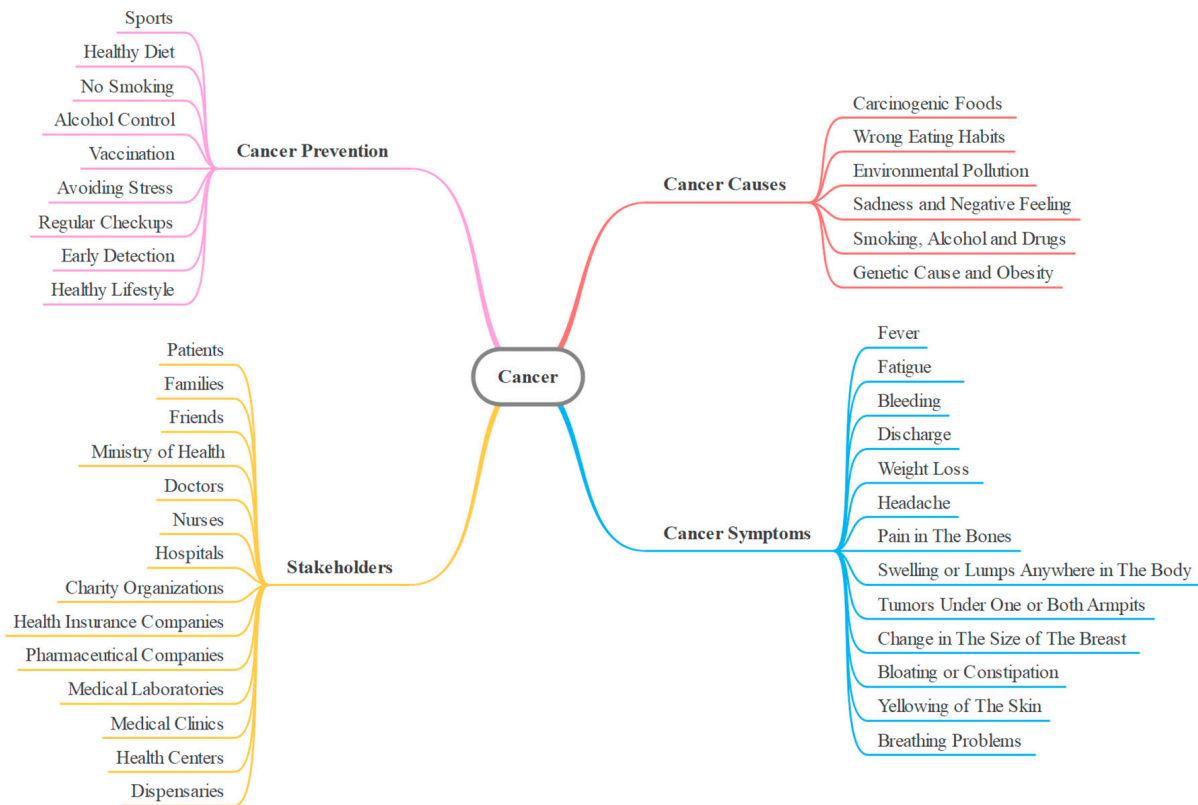 Sports
Healthy Diet
No Smoking
Alcohol Control
Vaccination
Avoiding Stress
Regular Checkups
Early Detection
Healthy Lifestyle
Cancer Prevention
Carcinogenic Foods
Wrong Eating Habits
Environmental Pollution
Sadness and Negative Feeling
Smoking, Alcohol and Drugs
Genetic Cause and Obesity
Cancer Causes
Cancer
Patients
Families
Friends
Ministry of Health
Doctors
Nurses
Hospitals
Charity Organizations
Health Insurance Companies
Pharmaceutical Companies
Medical Laboratories
Medical Clinics
Health Centers
Dispensaries
Stakeholders
Fever
Fatigue
Bleeding
Discharge
Weight Loss
Headache
Pain in The Bones
Swelling or Lumps Anywhere in The Body
Tumors Under One or Both Armpits
Change in The Size of The Breast
Bloating or Constipation
Yellowing of The Skin
Breathing Problems
Cancer Symptoms